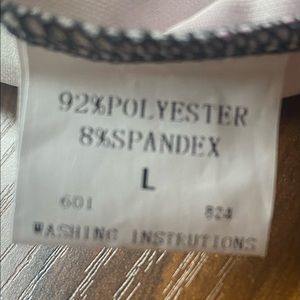 92%POLYESTER
8%SPANDEX
L
601 824
WASHING INSTRUTIONS